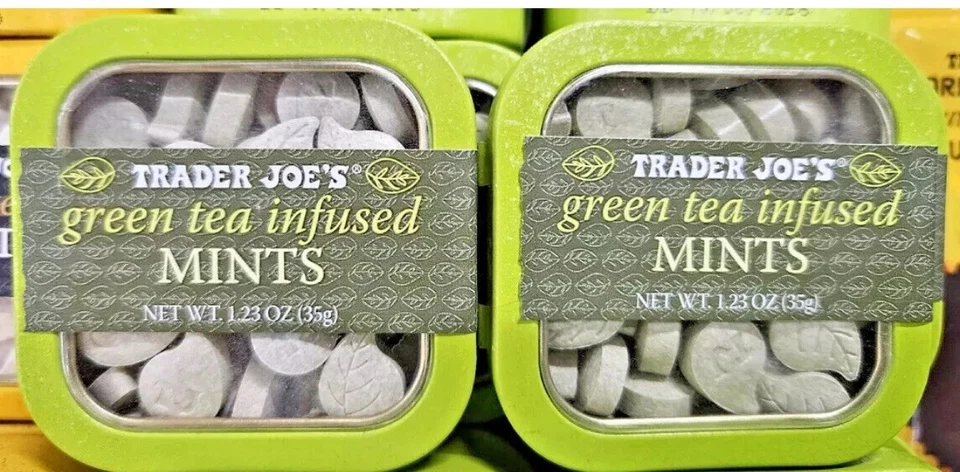 TRADER JOE'S®
green tea infused
MINTS
NET WT. 1.23 OZ (35g)
TRADER JOE'S®
green tea infused
MINTS
NET WT. 1.23 OZ (35g)